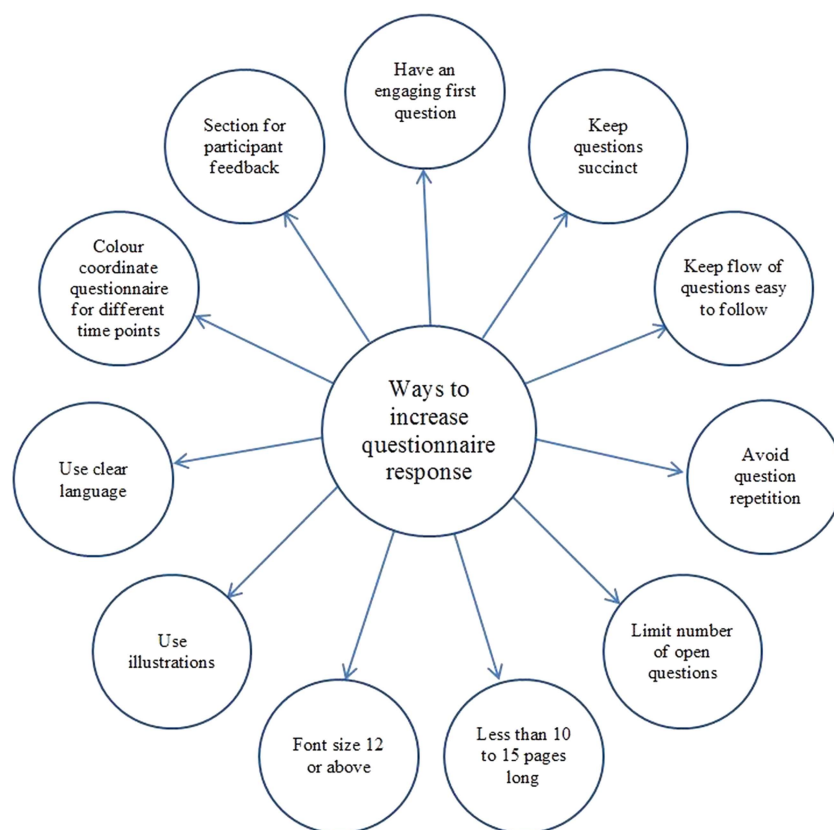 Have an
engaging first
question
Keep
questions
succinct
Keep flow of
questions easy
to follow
Avoid
question
repetition
Limit number
of open
questions
Less than 10
to 15 pages
long
Font size 12
or above
Use
illustrations
Use clear
language
Colour
coordinate
questionnaire
for different
time points
Section for
participant
feedback
Ways to
increase
questionnaire
response